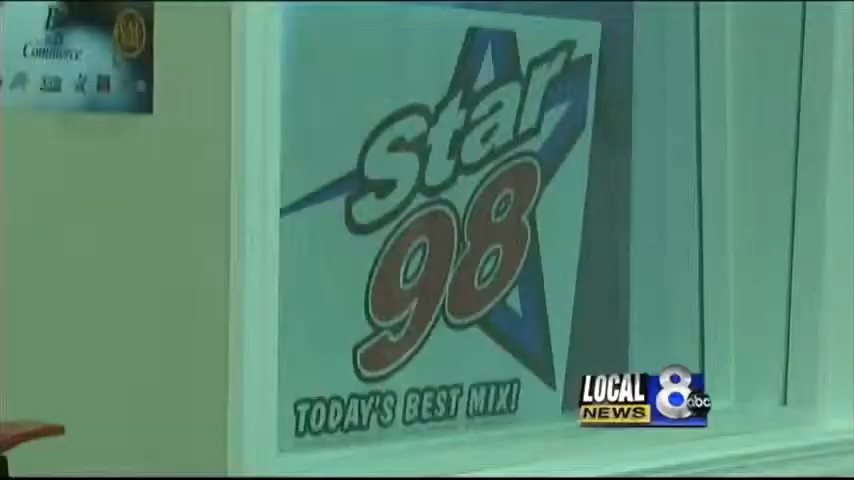 Commerce
Star
98
TODAY'S BEST MIX!
LOCAL 8
NEWS abc